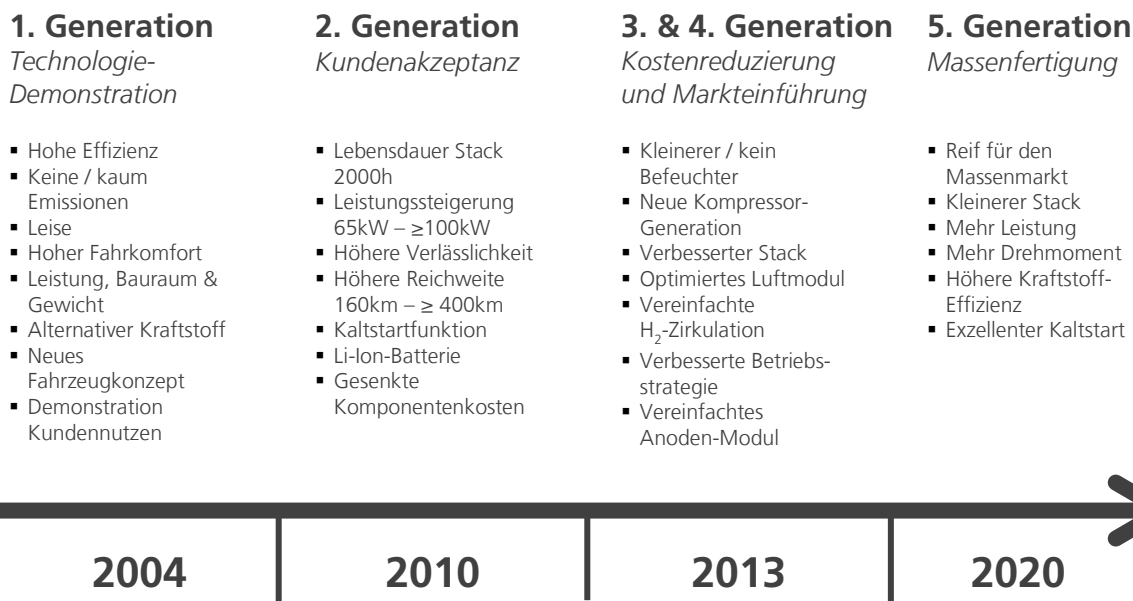 1. Generation
Technologie-
Demonstration
▪ Hohe Effizienz
▪ Keine / kaum
Emissionen
▪ Leise
▪ Hoher Fahrkomfort
▪ Leistung, Bauraum &
Gewicht
▪ Alternativer Kraftstoff
▪ Neues
Fahrzeugkonzept
▪ Demonstration
Kundennutzen
2. Generation
Kundenakzeptanz
▪ Lebensdauer Stack
2000h
▪ Leistungssteigerung
65kW – ≥100kW
▪ Höhere Verlässlichkeit
▪ Höhere Reichweite
160km – ≥ 400km
▪ Kaltstartfunktion
▪ Li-Ion-Batterie
▪ Gesenkte
Komponentenkosten
3. & 4. Generation
Kostenreduzierung
und Markteinführung
▪ Kleinerer / kein
Befeuchter
▪ Neue Kompressor-
Generation
▪ Verbesserter Stack
▪ Optimiertes Luftmodul
▪ Vereinfachte
H₂-Zirkulation
▪ Verbesserte Betriebs-
strategie
▪ Vereinfachtes
Anoden-Modul
5. Generation
Massenfertigung
▪ Reif für den
Massenmarkt
▪ Kleinerer Stack
▪ Mehr Leistung
▪ Mehr Drehmoment
▪ Höhere Kraftstoff-
Effizienz
▪ Exzellenter Kaltstart
2004
2010
2013
2020